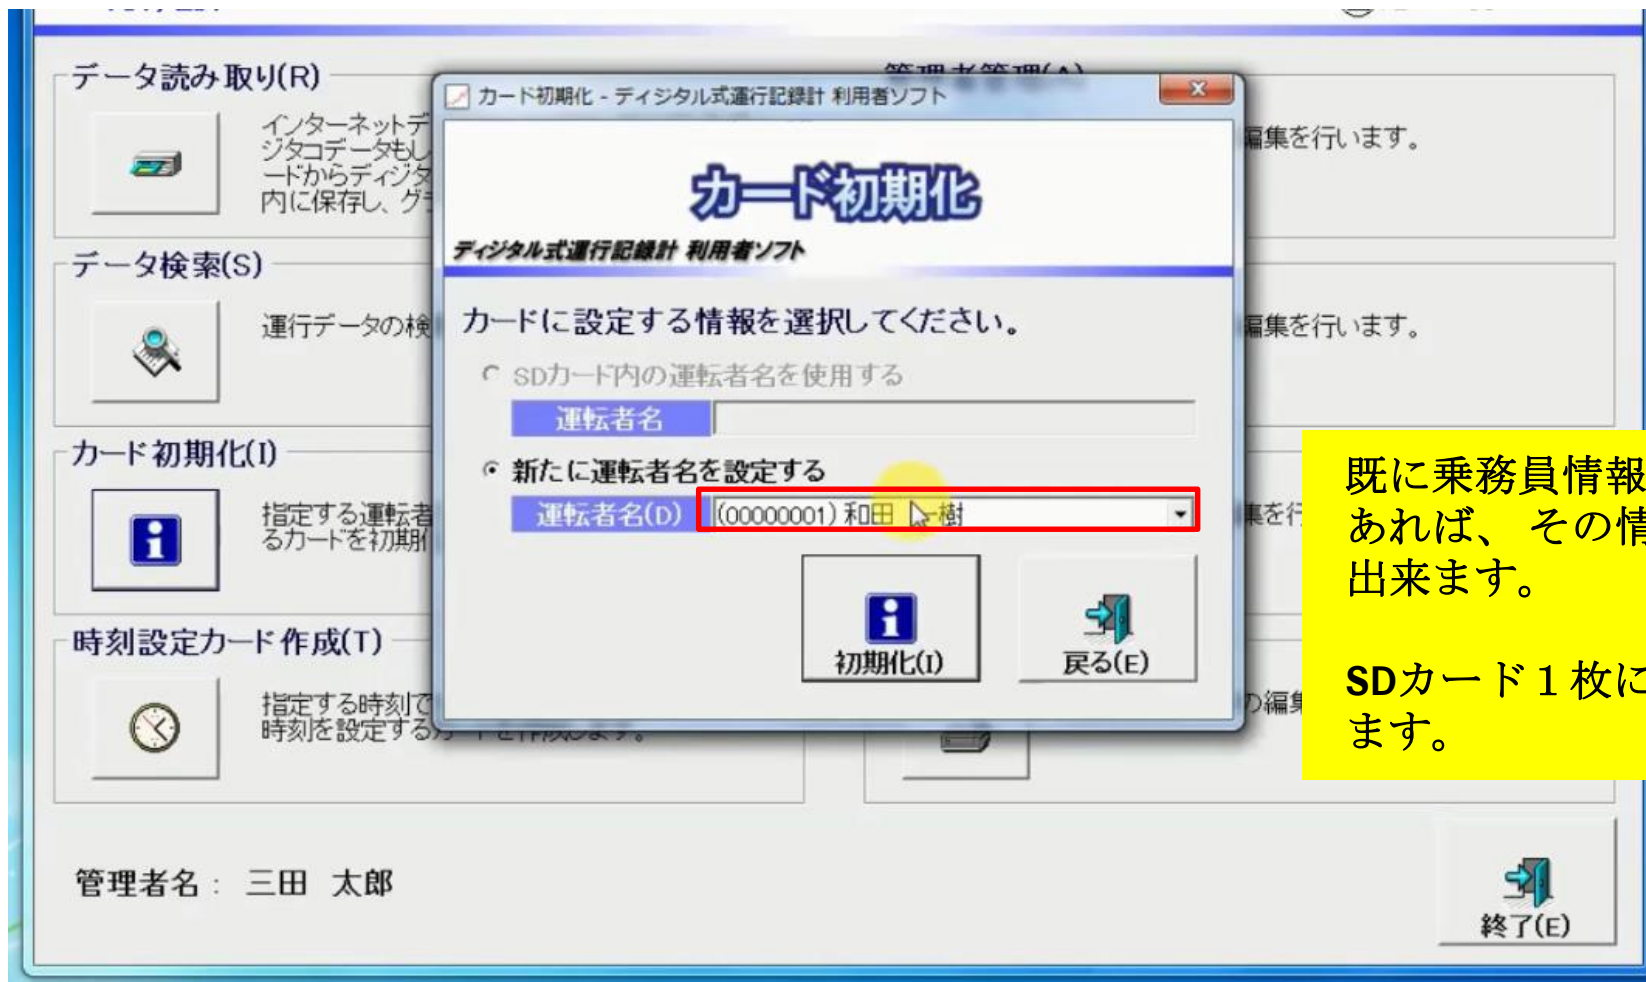 データ読み取り(R)
インターネットデ
ジタコデータもし
ードからディジタ
内に保存し、グ
データ検索(S)
運行データの検
カード初期化(I)
指定する運転者
るカードを初期
時刻設定カード作成(T)
指定する時刻で
時刻を設定する
管理者名： 三田 太郎
カード初期化 - ディジタル式運行記録計 利用者ソフト
カード初期化
ディジタル式運行記録計 利用者ソフト
カードに設定する情報を選択してください。
SDカード内の運転者名を使用する
運転者名
新たに運転者名を設定する
運転者名(D) (00000001) 和田 一樹
初期化(I)
戻る(E)
編集を行います。
編集を行います。
集を行
の編集
既に乗務員情報
あれば、 その情
出来ます。
SDカード１枚に
ます。
終了(E)